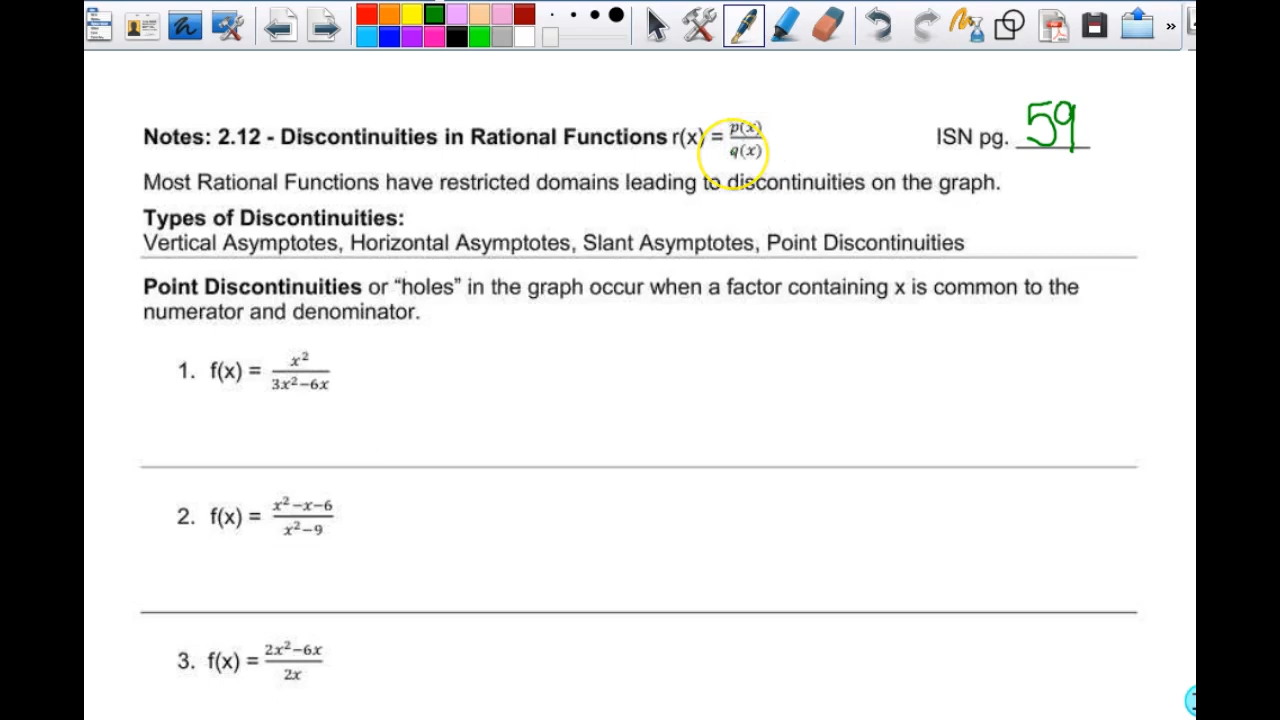 Notes: 2.12 - Discontinuities in Rational Functions r(x) = p(x)/q(x) ISN pg. 59
Most Rational Functions have restricted domains leading to discontinuities on the graph.
Types of Discontinuities:
Vertical Asymptotes, Horizontal Asymptotes, Slant Asymptotes, Point Discontinuities
Point Discontinuities or “holes” in the graph occur when a factor containing x is common to the
numerator and denominator.
1. f(x) = x²/(3x²−6x)
2. f(x) = (x²−x−6)/(x²−9)
3. f(x) = (2x²−6x)/2x